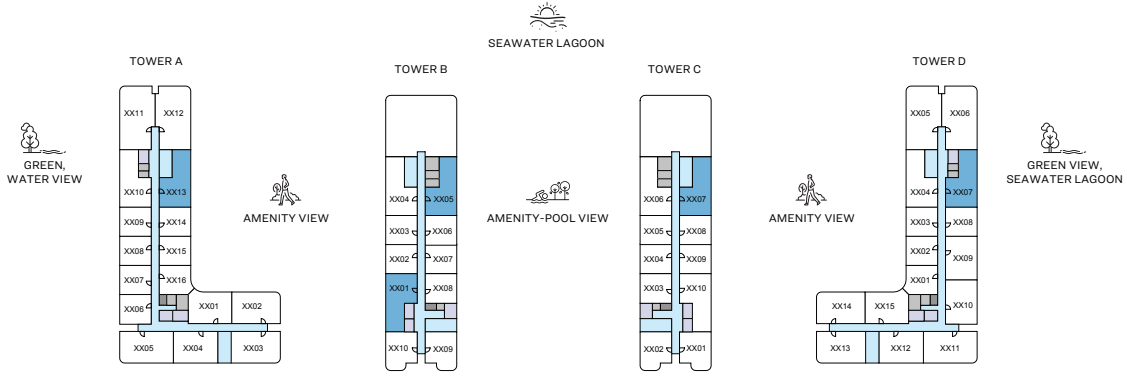 SEAWATER LAGOON
TOWER A
TOWER B
TOWER C
TOWER D
GREEN,
WATER VIEW
AMENITY VIEW
AMENITY-POOL VIEW
AMENITY VIEW
GREEN VIEW,
SEAWATER LAGOON
XX11 XX12
XX10 XX13
XX09 XX14
XX08 XX15
XX07 XX16
XX06 XX01 XX02
XX05 XX04 XX03
XX04 XX05
XX03 XX06
XX02 XX07
XX01 XX08
XX10 XX09
XX06 XX07
XX05 XX08
XX04 XX09
XX03 XX10
XX02 XX01
XX05 XX06
XX04 XX07
XX03 XX08
XX02 XX09
XX01
XX14 XX15 XX10
XX13 XX12 XX11